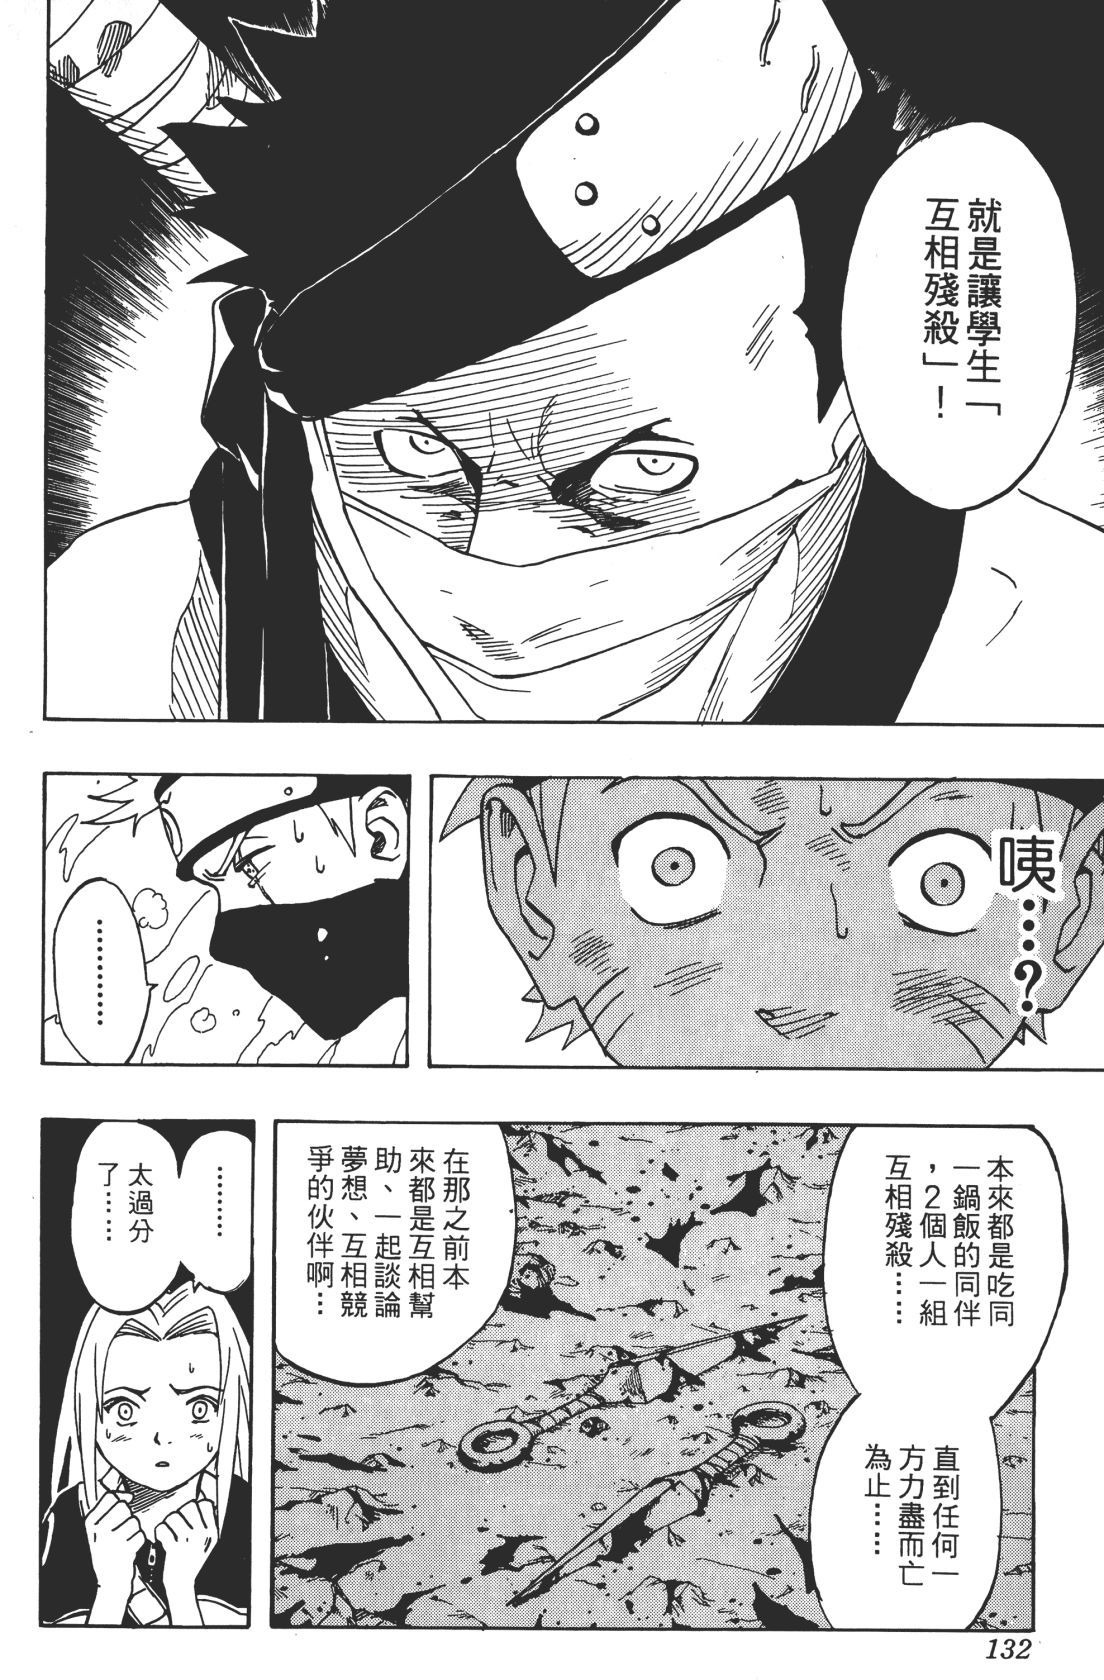 就是讓學生「
互相殘殺」！
咦…⋯？
………
本來都是吃同
一鍋飯的同伴
，2個人一組
互相殘殺……
直到任何一
方力盡而亡
為止……
在那之前本
來都是互相幫
助、一起談論
夢想、互相競
爭的伙伴啊…
………
太過分
了……
132